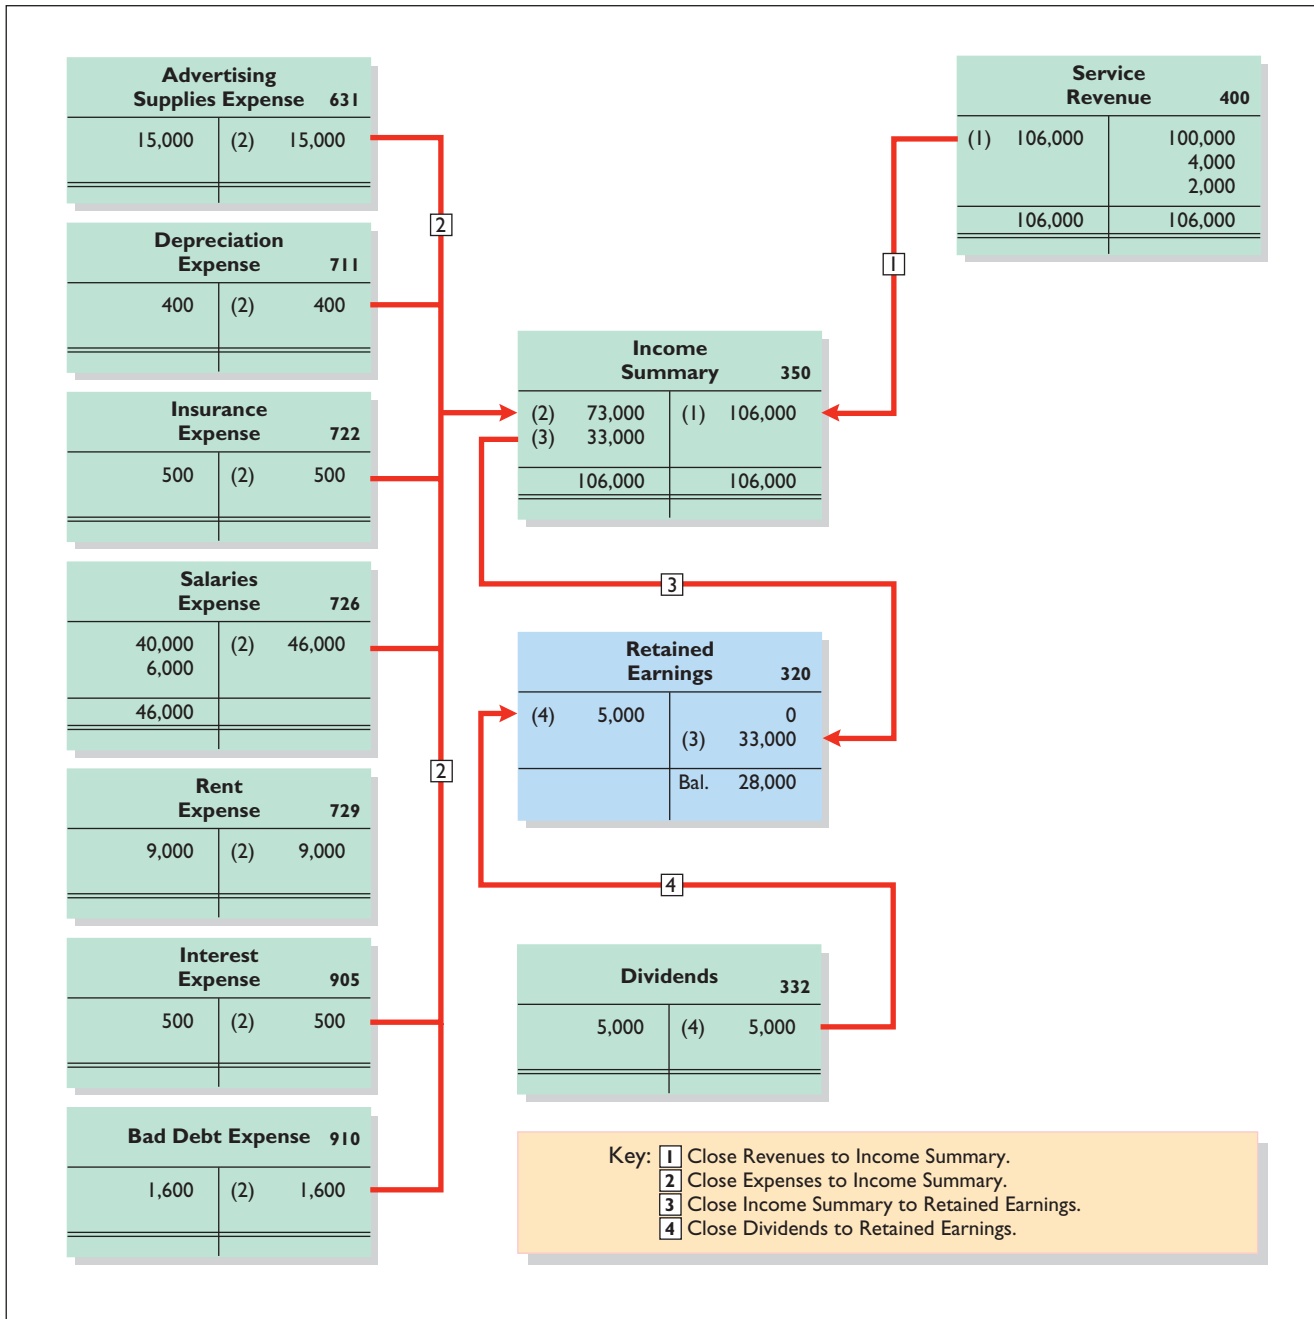 Advertising
Supplies Expense 631
15,000 (2) 15,000
Depreciation
Expense 711
400 (2) 400
Insurance
Expense 722
500 (2) 500
Salaries
Expense 726
40,000 (2) 46,000
6,000
46,000
Rent
Expense 729
9,000 (2) 9,000
Interest
Expense 905
500 (2) 500
Bad Debt Expense 910
1,600 (2) 1,600
2
2
Income
Summary 350
(2) 73,000 (1) 106,000
(3) 33,000
106,000 106,000
3
Retained
Earnings 320
(4) 5,000 0
(3) 33,000
Bal. 28,000
4
Dividends 332
5,000 (4) 5,000
Service
Revenue 400
(1) 106,000 100,000
4,000
2,000
106,000 106,000
1
Key: 1 Close Revenues to Income Summary.
2 Close Expenses to Income Summary.
3 Close Income Summary to Retained Earnings.
4 Close Dividends to Retained Earnings.